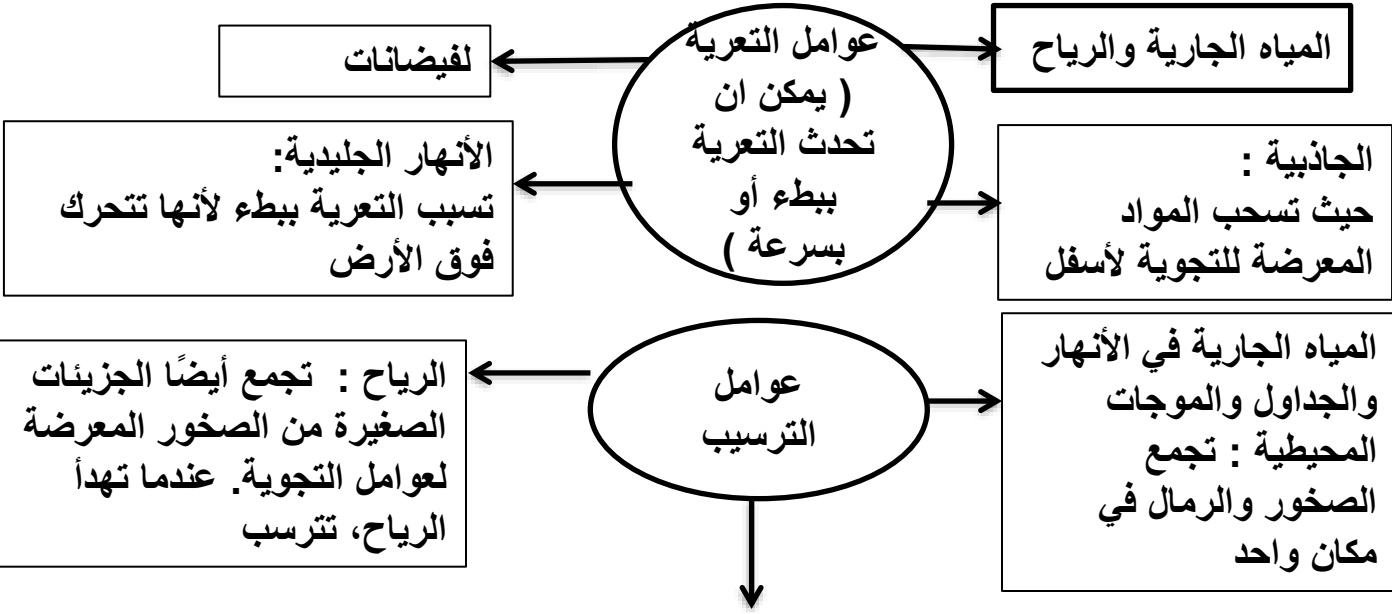 عوامل التعرية
( يمكن ان
تحدث التعرية
ببطء أو
بسرعة )
المياه الجارية والرياح
لفيضانات
الجاذبية :
حيث تسحب المواد
المعرضة للتجوية لأسفل
الأنهار الجليدية:
تسبب التعرية ببطء لأنها تتحرك
فوق الأرض
عوامل
الترسيب
المياه الجارية في الأنهار
والجداول والموجات
المحيطية : تجمع
الصخور والرمال في
مكان واحد
الرياح : تجمع أيضًا الجزيئات
الصغيرة من الصخور المعرضة
لعوامل التجوية. عندما تهدأ
الرياح، تترسب